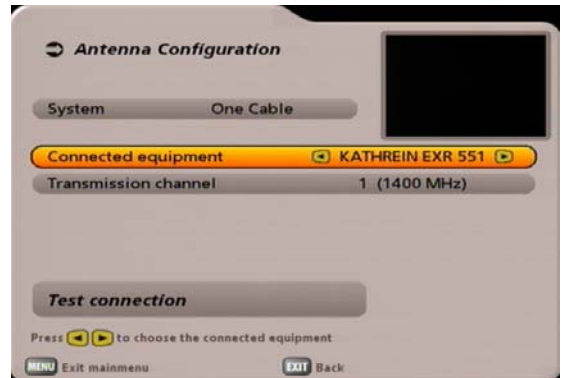 Antenna Configuration
System One Cable
Connected equipment KATHREIN EXR 551
Transmission channel 1 (1400 MHz)
Test connection
Press to choose the connected equipment
MENU Exit mainmenu EXIT Back